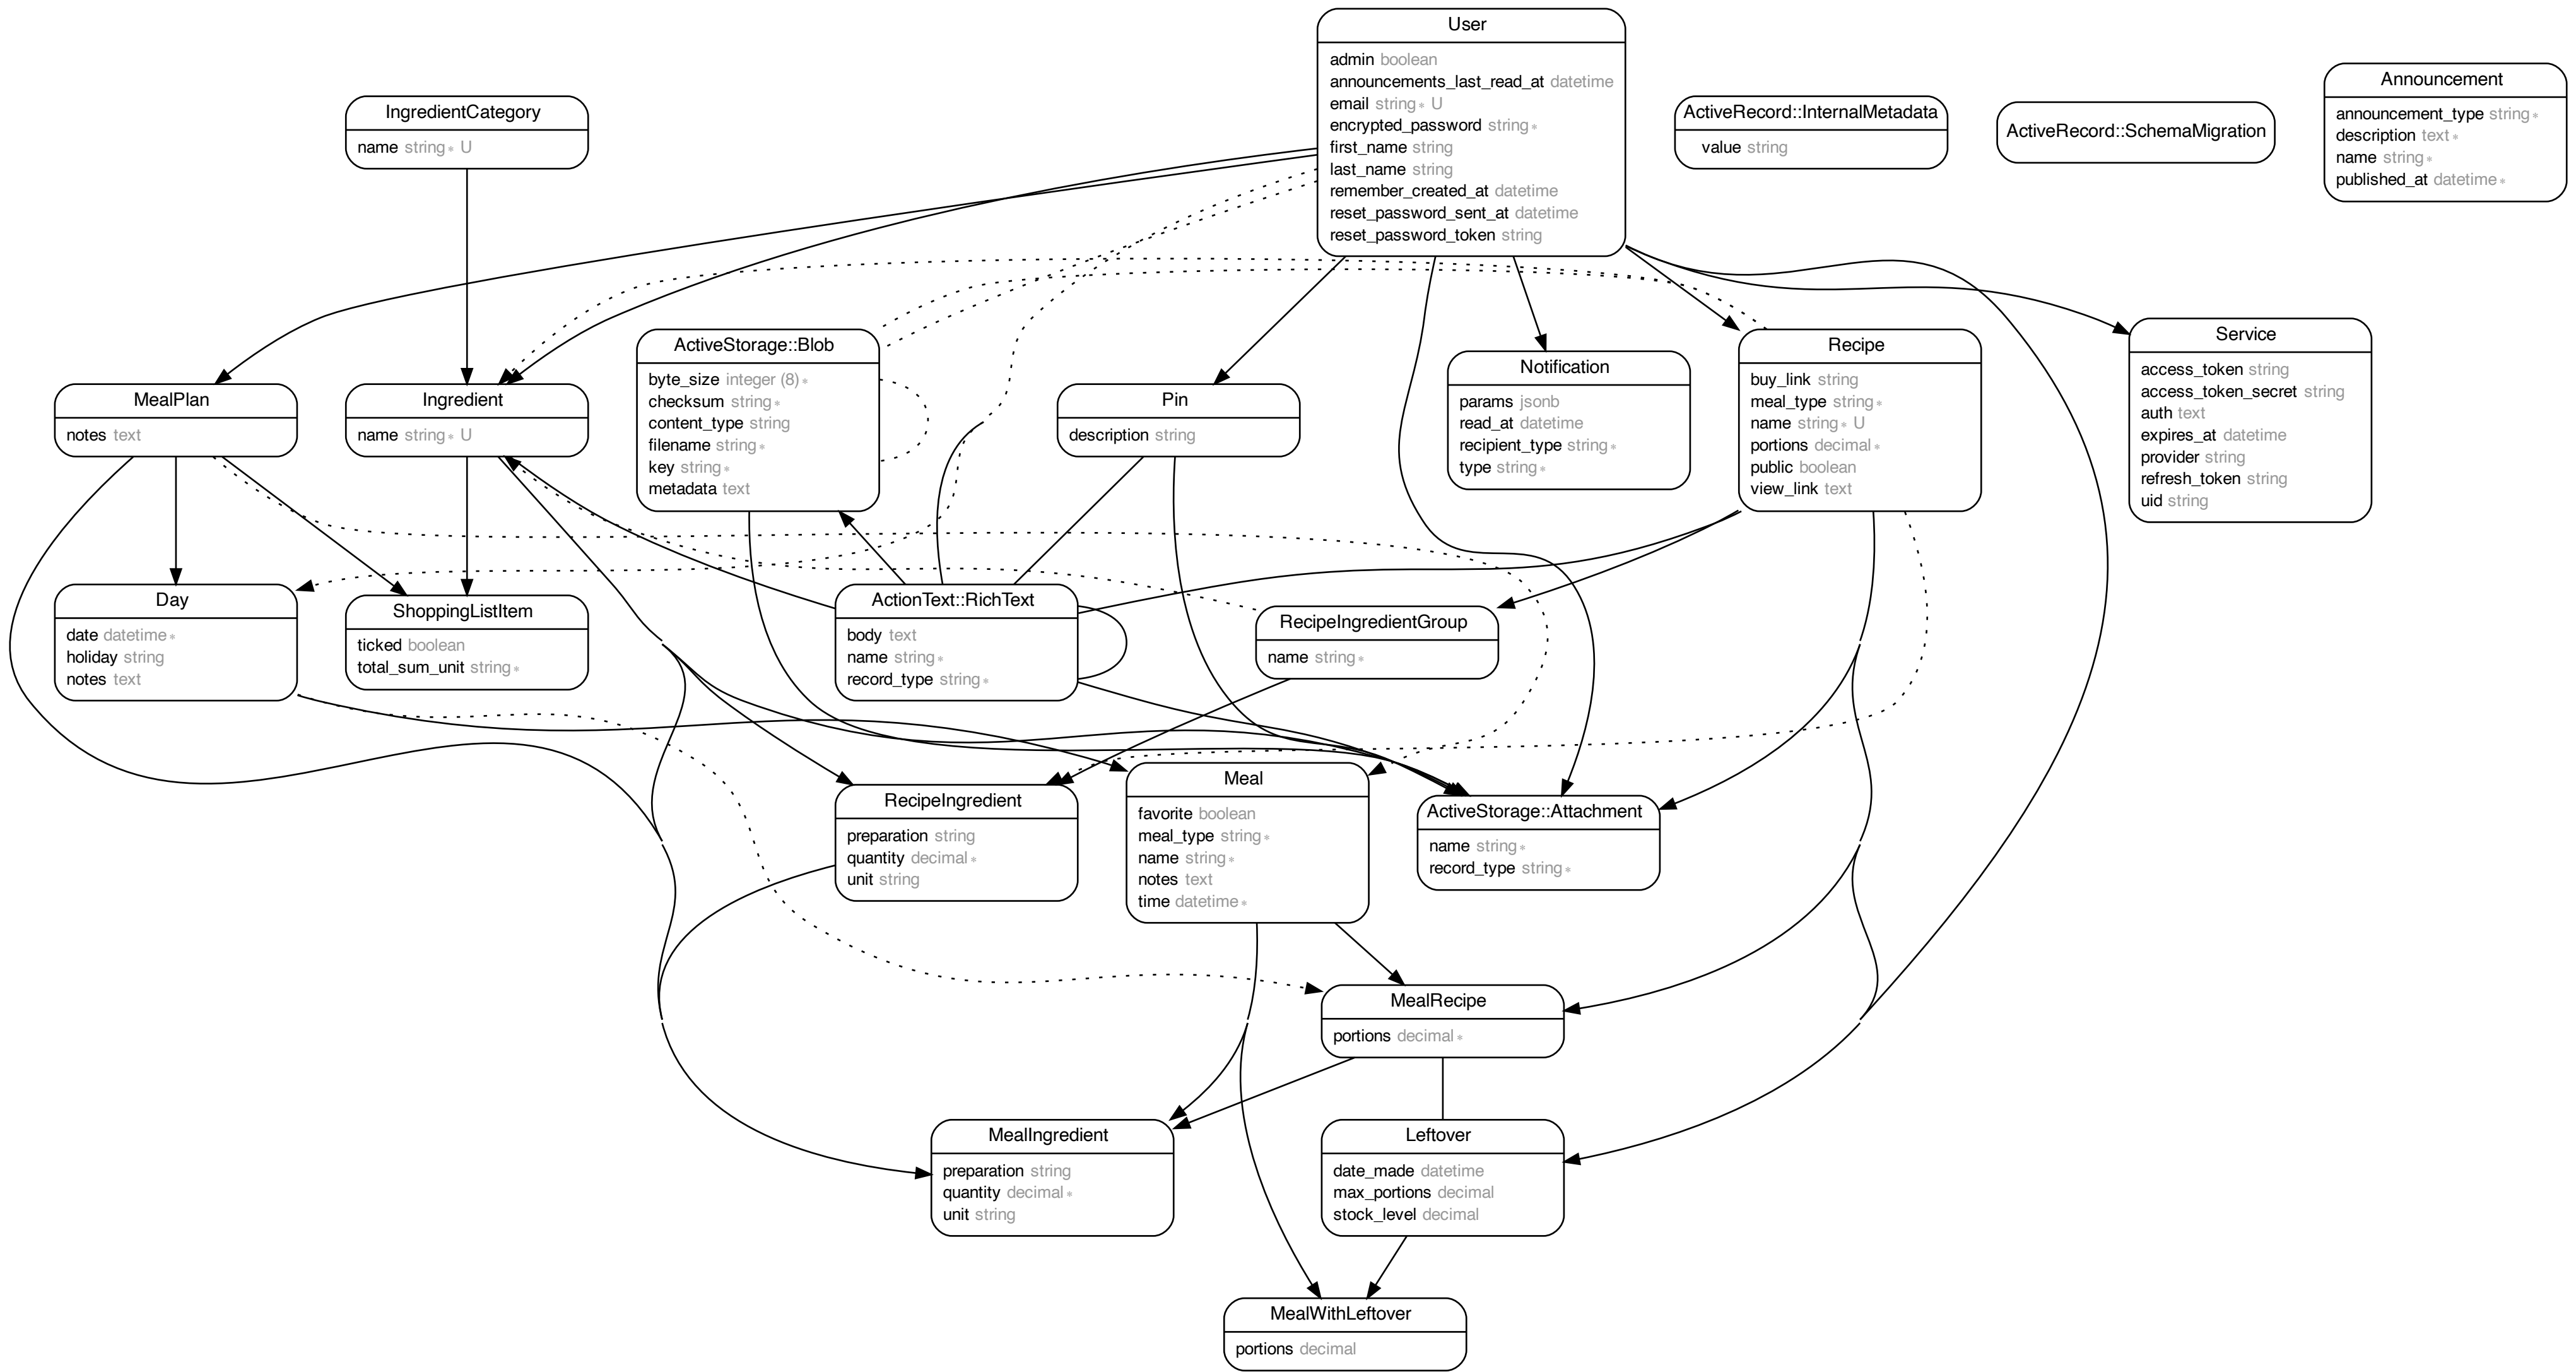 User
admin boolean
announcements_last_read_at datetime
email string* U
encrypted_password string*
first_name string
last_name string
remember_created_at datetime
reset_password_sent_at datetime
reset_password_token string
IngredientCategory
name string* U
ActiveRecord::InternalMetadata
value string
ActiveRecord::SchemaMigration
Announcement
announcement_type string*
description text*
name string*
published_at datetime*
MealPlan
notes text
Ingredient
name string* U
ActiveStorage::Blob
byte_size integer (8)*
checksum string*
content_type string
filename string*
key string*
metadata text
Pin
description string
Notification
params jsonb
read_at datetime
recipient_type string*
type string*
Recipe
buy_link string
meal_type string*
name string* U
portions decimal*
public boolean
view_link text
Service
access_token string
access_token_secret string
auth text
expires_at datetime
provider string
refresh_token string
uid string
Day
date datetime*
holiday string
notes text
ShoppingListItem
ticked boolean
total_sum_unit string*
ActionText::RichText
body text
name string*
record_type string*
RecipeIngredientGroup
name string*
RecipeIngredient
preparation string
quantity decimal*
unit string
Meal
favorite boolean
meal_type string*
name string*
notes text
time datetime*
ActiveStorage::Attachment
name string*
record_type string*
MealRecipe
portions decimal*
MealIngredient
preparation string
quantity decimal*
unit string
Leftover
date_made datetime
max_portions decimal
stock_level decimal
MealWithLeftover
portions decimal